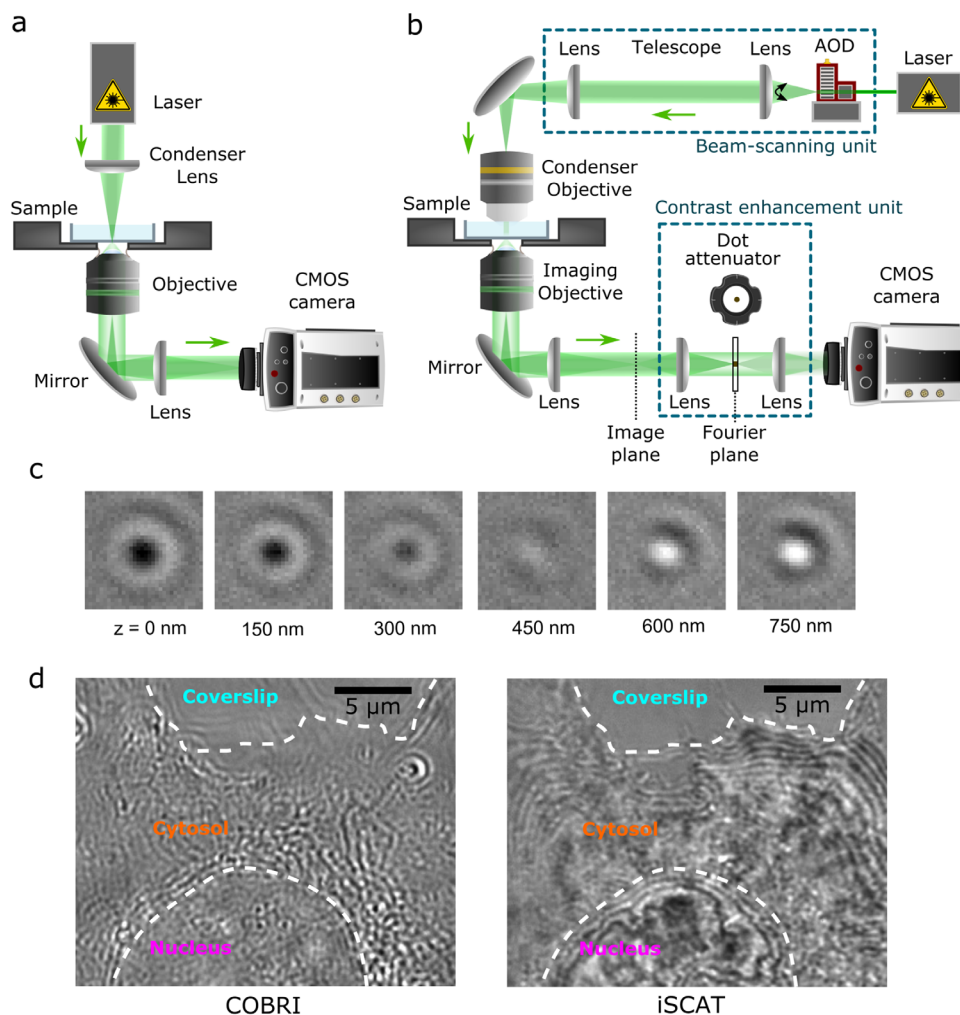 a
Laser
Condenser
Lens
Sample
Objective
CMOS
camera
Mirror
Lens
b
Lens
Telescope
Lens
AOD
Laser
Beam-scanning unit
Condenser
Objective
Sample
Contrast enhancement unit
Dot
attenuator
Imaging
Objective
CMOS
camera
Mirror
Lens
Lens
Lens
Image
plane
Fourier
plane
c
z = 0 nm
150 nm
300 nm
450 nm
600 nm
750 nm
d
Coverslip
5 μm
Cytosol
Nucleus
COBRI
Coverslip
5 μm
Cytosol
Nucleus
iSCAT